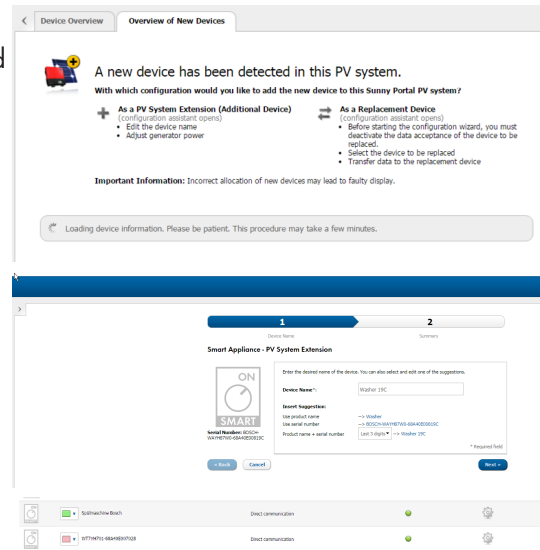 Device Overview
Overview of New Devices
A new device has been detected in this PV system.
With which configuration would you like to add the new device to this Sunny Portal PV system?
As a PV System Extension (Additional Device)
(configuration assistant opens)
• Edit the device name
• Adjust generator power
As a Replacement Device
(configuration assistant opens)
• Before starting the configuration wizard, you must
deactivate the data acceptance of the device to be
replaced.
• Select the device to be replaced
• Transfer data to the replacement device
Important Information: Incorrect allocation of new devices may lead to faulty display.
Loading device information. Please be patient. This procedure may take a few minutes.
1
2
Device Name
Summary
Smart Appliance - PV System Extension
ON
SMART
Serial Number: BOSCH-
WAYH87W0-68A40E00819C
Enter the desired name of the device. You can also select and edit one of the suggestions.
Device Name*:
Washer 19C
Insert Suggestion:
Use product name
--> Washer
Use serial number
--> BOSCH-WAYH87W0-68A40E00819C
Product name + serial number
Last 3 digits
--> Washer 19C
* Required field
« Back
Cancel
Next »
Spülmaschine Bosch
Direct communication
Direct communication